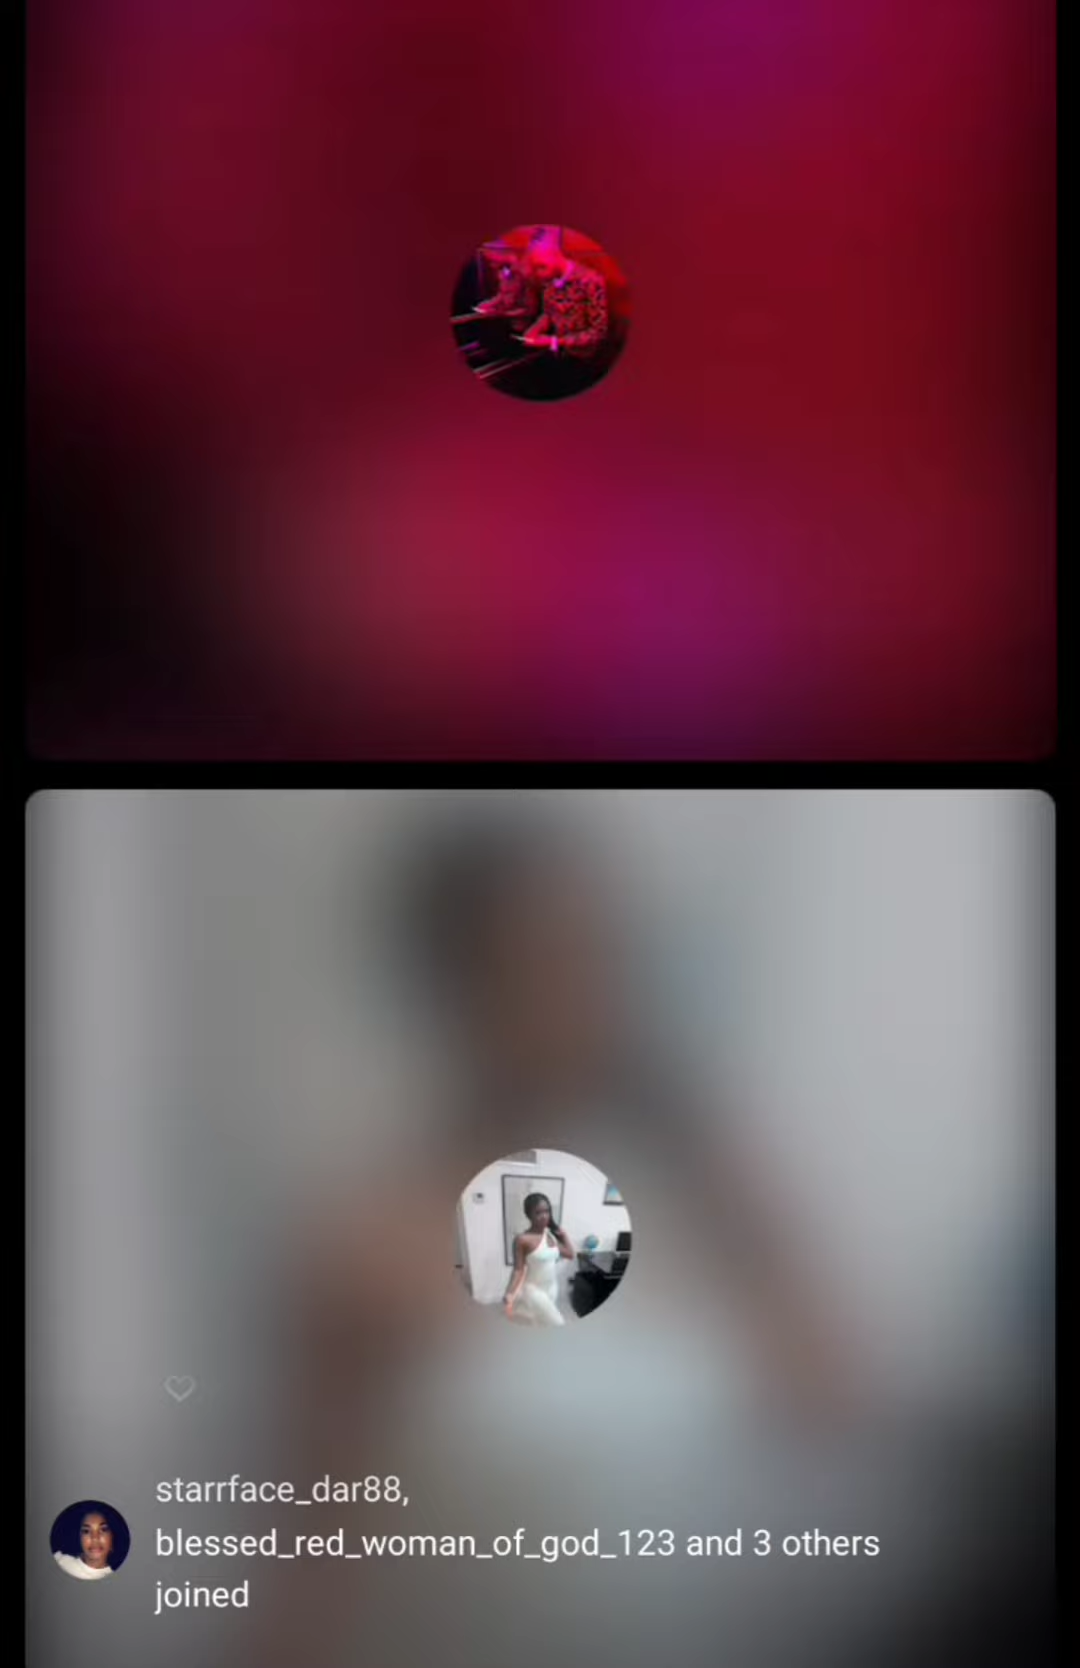 starrface_dar88,
blessed_red_woman_of_god_123 and 3 others
joined